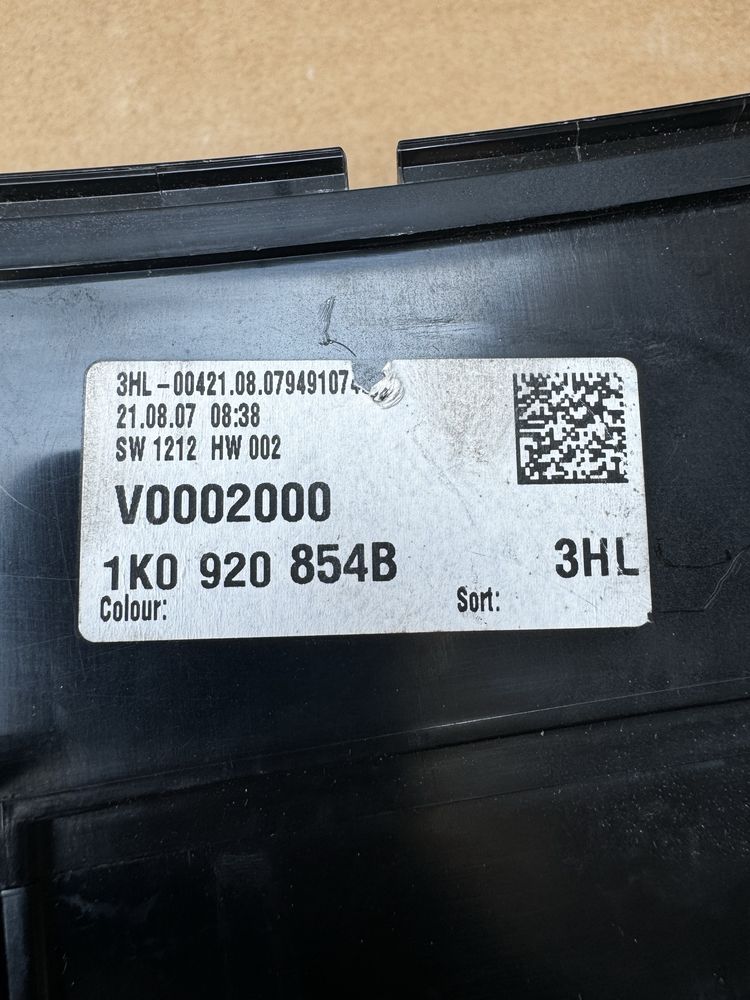 3HL-00421.08.079491074
21.08.07 08:38
SW 1212 HW 002
V0002000
1K0 920 854B 3HL
Colour: Sort: